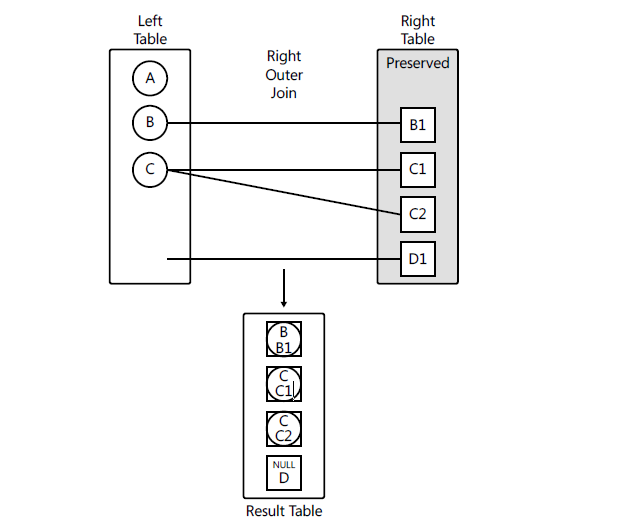 Left
Table
Right
Table
Right
Outer
Join
Preserved
A
B
B1
C
C1
C2
D1
B
B1
C
C1
C
C2
NULL
D
Result Table